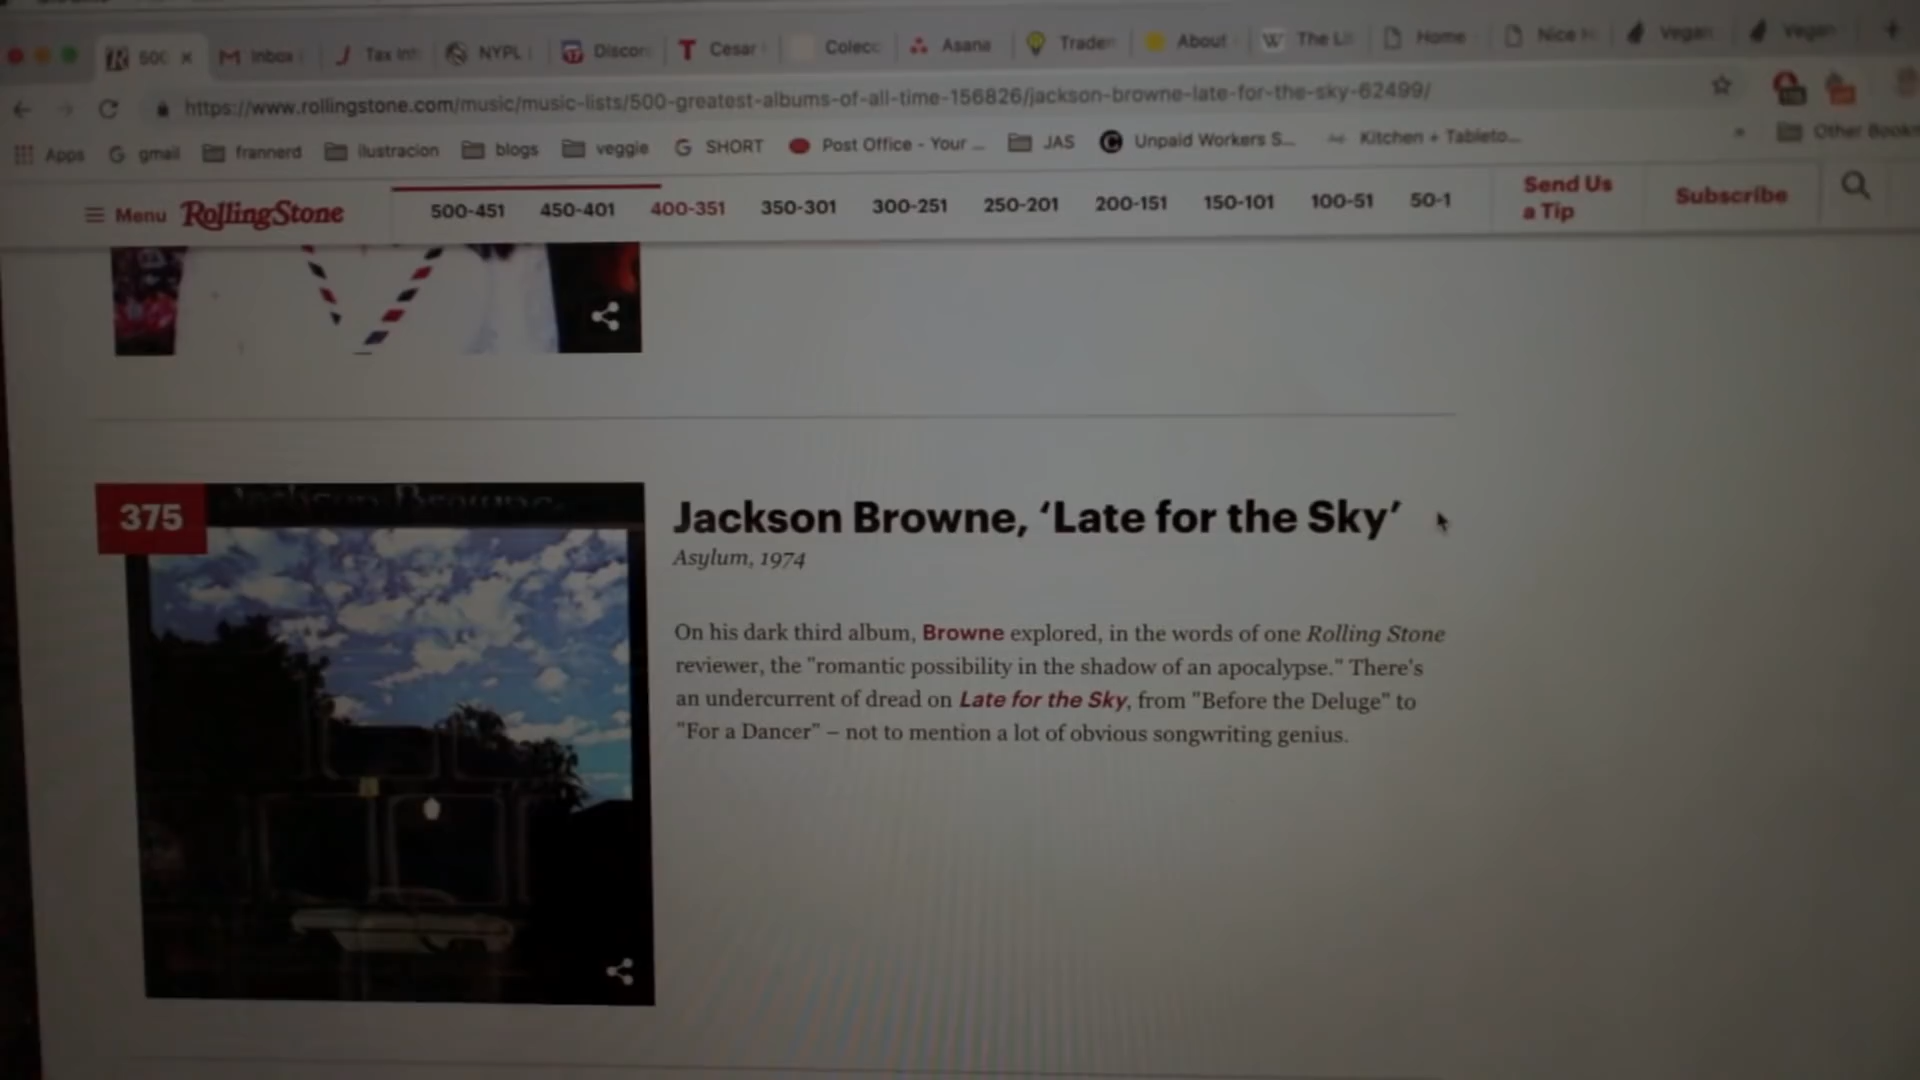 500
Inbox
Tax Inf
NYPL
Discon
Cesar
Colecc
Asana
Trader
About
The Lis
Home
Nice
Vegan
Vegan
https://www.rollingstone.com/music/music-lists/500-greatest-albums-of-all-time-156826/jackson-browne-late-for-the-sky-62499/
Apps
gmail
frannerd
ilustracion
blogs
veggie
SHORT
Post Office - Your ...
JAS
Unpaid Workers S...
Kitchen + Tableto...
Other Book
Menu
RollingStone
500-451
450-401
400-351
350-301
300-251
250-201
200-151
150-101
100-51
50-1
Send Us
a Tip
Subscribe
375
Jackson Browne
Jackson Browne, ‘Late for the Sky’
Asylum, 1974
On his dark third album, Browne explored, in the words of one Rolling Stone
reviewer, the "romantic possibility in the shadow of an apocalypse." There's
an undercurrent of dread on Late for the Sky, from "Before the Deluge" to
"For a Dancer" – not to mention a lot of obvious songwriting genius.